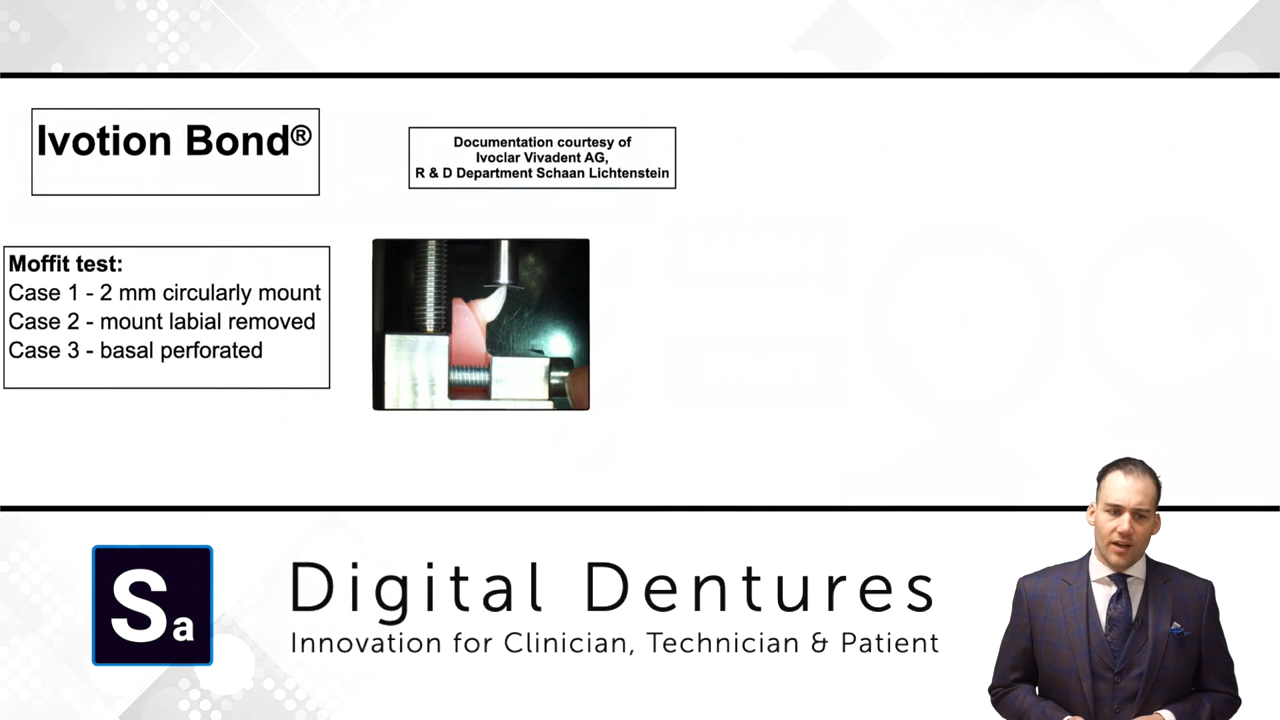 Ivotion Bond®
Documentation courtesy of
Ivoclar Vivadent AG,
R & D Department Schaan Lichtenstein
Moffit test:
Case 1 - 2 mm circularly mount
Case 2 - mount labial removed
Case 3 - basal perforated
Sa
Digital Dentures
Innovation for Clinician, Technician & Patient